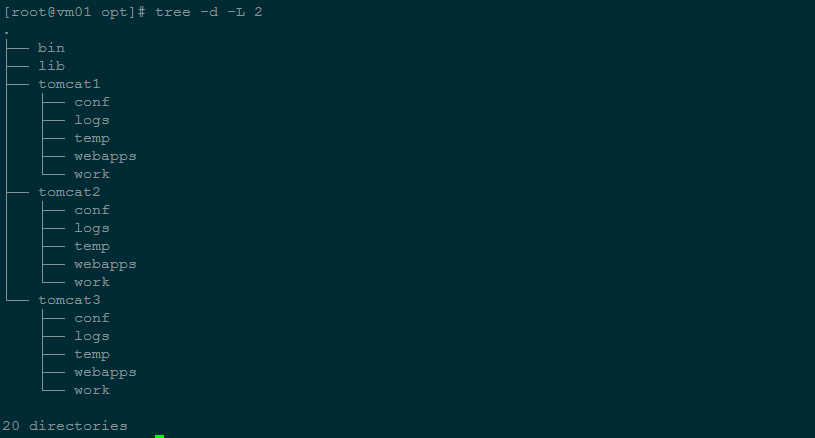 [root@vm01 opt]# tree -d -L 2
.
├── bin
├── lib
├── tomcat1
│   ├── conf
│   ├── logs
│   ├── temp
│   ├── webapps
│   └── work
├── tomcat2
│   ├── conf
│   ├── logs
│   ├── temp
│   ├── webapps
│   └── work
└── tomcat3
    ├── conf
    ├── logs
    ├── temp
    ├── webapps
    └── work

20 directories